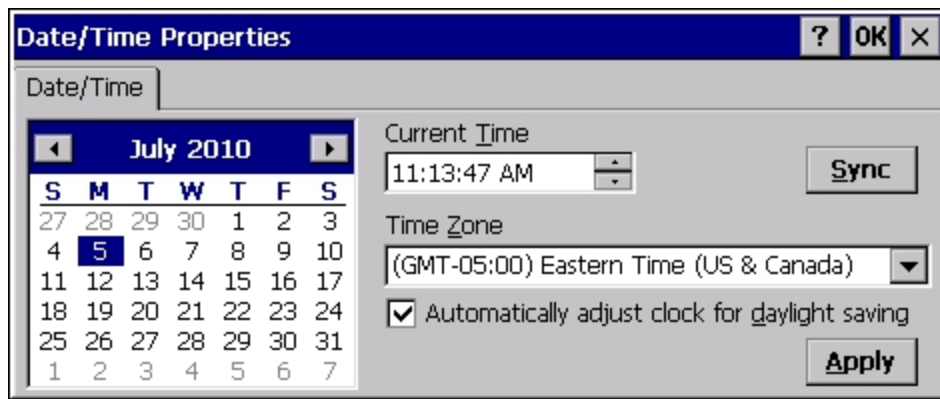 Date/Time Properties ? OK ×
Date/Time
July 2010
S M T W T F S
27 28 29 30 1 2 3
4 5 6 7 8 9 10
11 12 13 14 15 16 17
18 19 20 21 22 23 24
25 26 27 28 29 30 31
1 2 3 4 5 6 7
Current Time
11:13:47 AM
Sync
Time Zone
(GMT-05:00) Eastern Time (US & Canada)
Automatically adjust clock for daylight saving
Apply